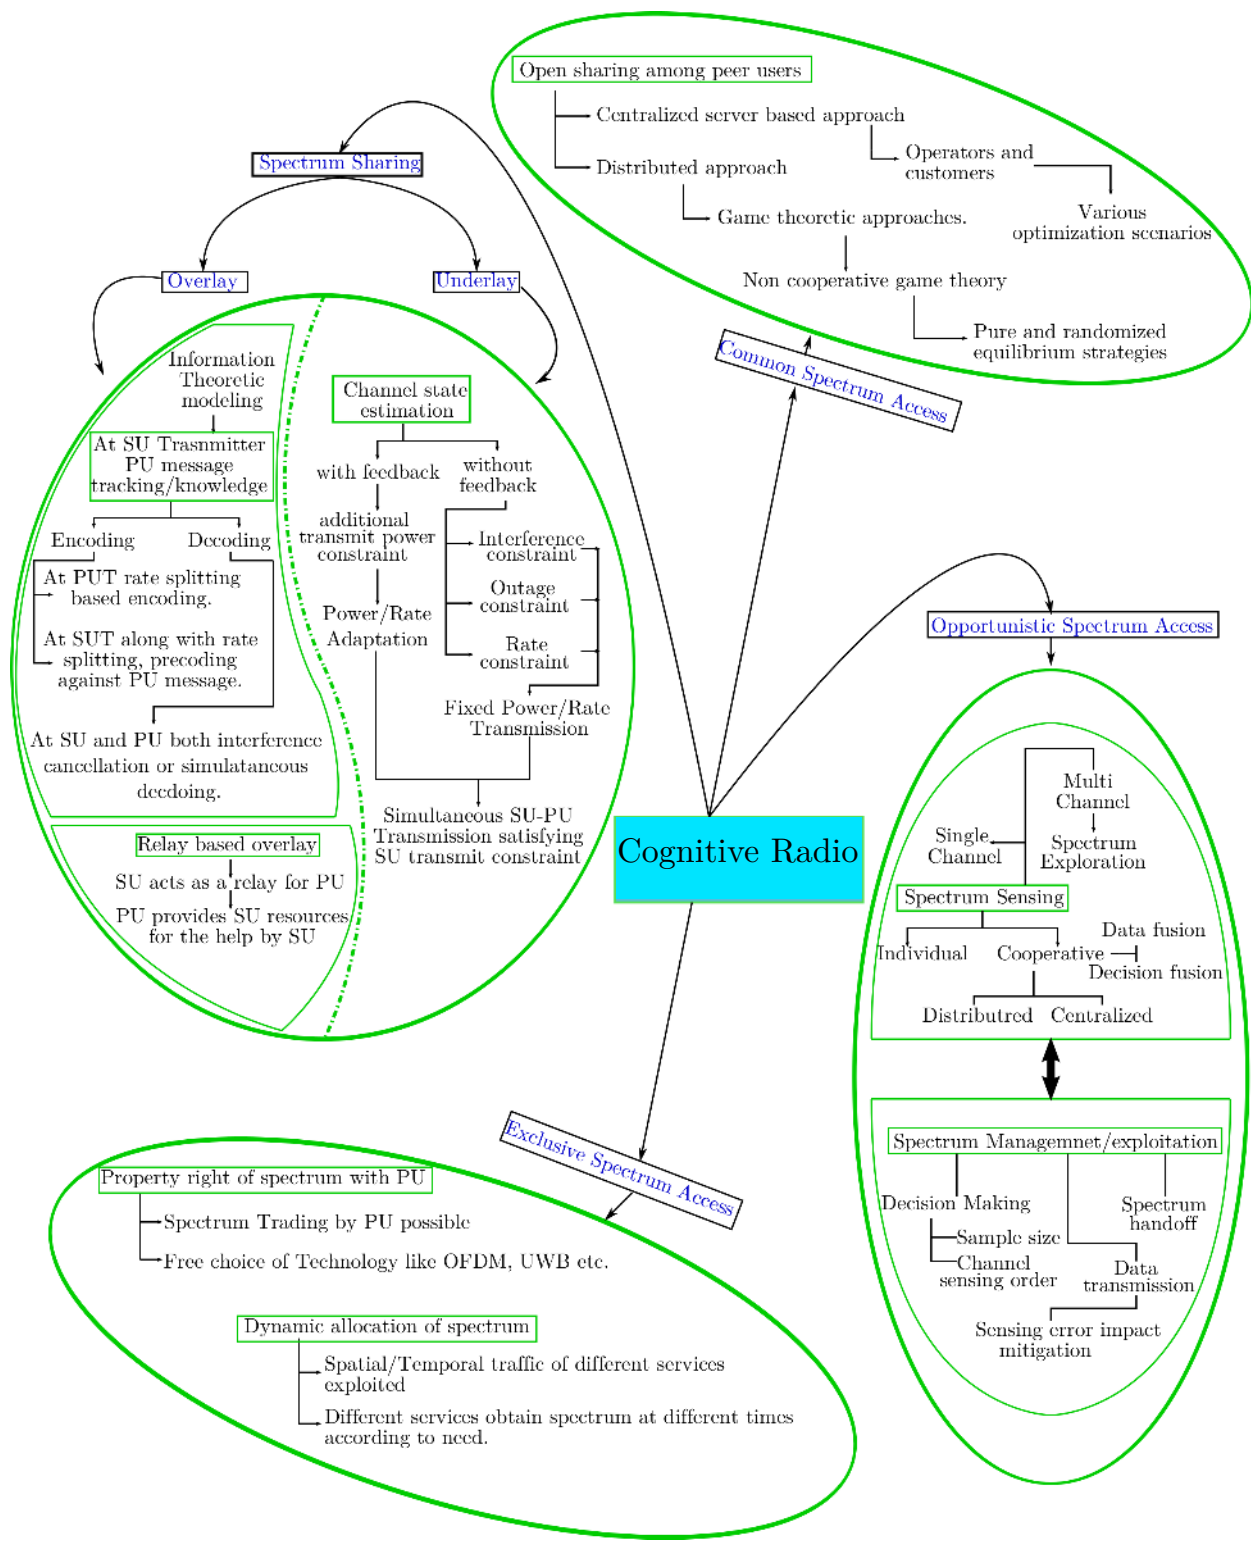 Open sharing among peer users
Centralized server based approach
Operators and
customers
Distributed approach
Various
optimization scenarios
Game theoretic approaches.
Non cooperative game theory
Pure and randomized
equilibrium strategies
Common Spectrum Access
Spectrum Sharing
Overlay
Underlay
Information
Theoretic
modeling
At SU Trasnmitter
PU message
tracking/knowledge
Encoding
Decoding
At PUT rate splitting
based encoding.
At SUT along with rate
splitting, precoding
against PU message.
At SU and PU both interference
cancellation or simulataneous
decdoing.
Relay based overlay
SU acts as a relay for PU
PU provides SU resources
for the help by SU
Channel state
estimation
with feedback
without
feedback
additional
transmit power
constraint
Interference
constraint
Outage
constraint
Power/Rate
Adaptation
Rate
constraint
Fixed Power/Rate
Transmission
Simultaneous SU-PU
Transmission satisfying
SU transmit constraint
Cognitive Radio
Opportunistic Spectrum Access
Multi
Channel
Single
Channel
Spectrum
Exploration
Spectrum Sensing
Individual
Cooperative
Data fusion
Decision fusion
Distributred
Centralized
Spectrum Managemnet/exploitation
Decision Making
Spectrum
handoff
Sample size
Channel
sensing order
Data
transmission
Sensing error impact
mitigation
Exclusive Spectrum Access
Property right of spectrum with PU
Spectrum Trading by PU possible
Free choice of Technology like OFDM, UWB etc.
Dynamic allocation of spectrum
Spatial/Temporal traffic of different services
exploited
Different services obtain spectrum at different times
according to need.